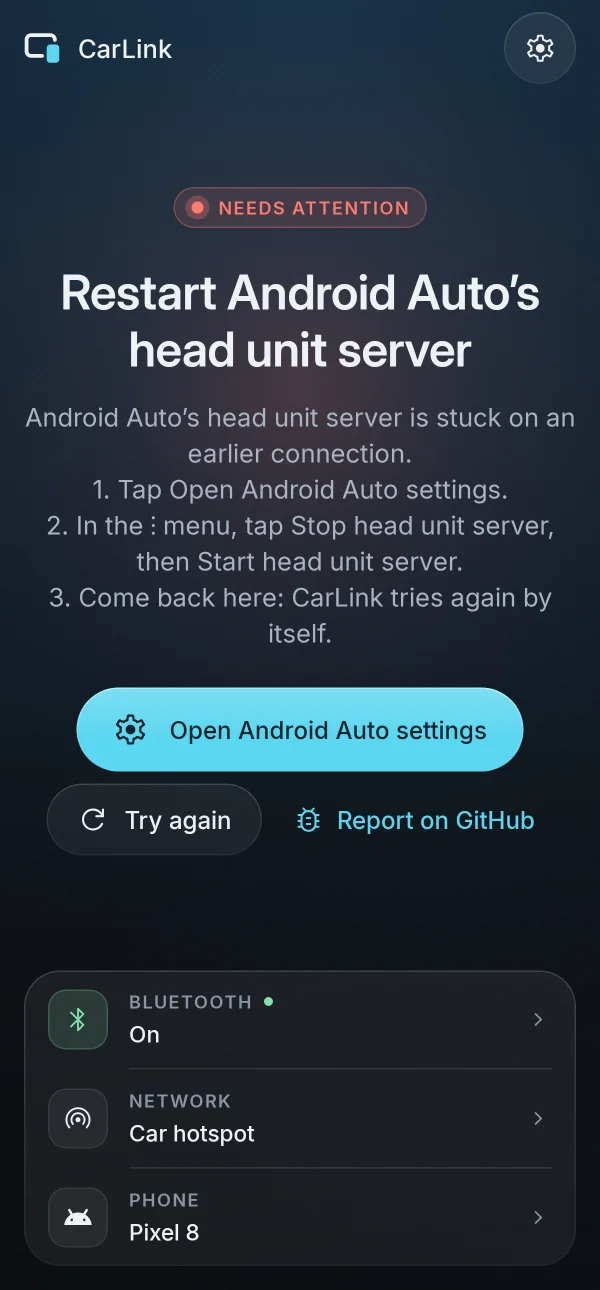 CarLink
NEEDS ATTENTION
Restart Android Auto’s
head unit server
Android Auto’s head unit server is stuck on an
earlier connection.
1. Tap Open Android Auto settings.
2. In the ⋮ menu, tap Stop head unit server,
then Start head unit server.
3. Come back here: CarLink tries again by
itself.
Open Android Auto settings
Try again
Report on GitHub
BLUETOOTH
On
NETWORK
Car hotspot
PHONE
Pixel 8